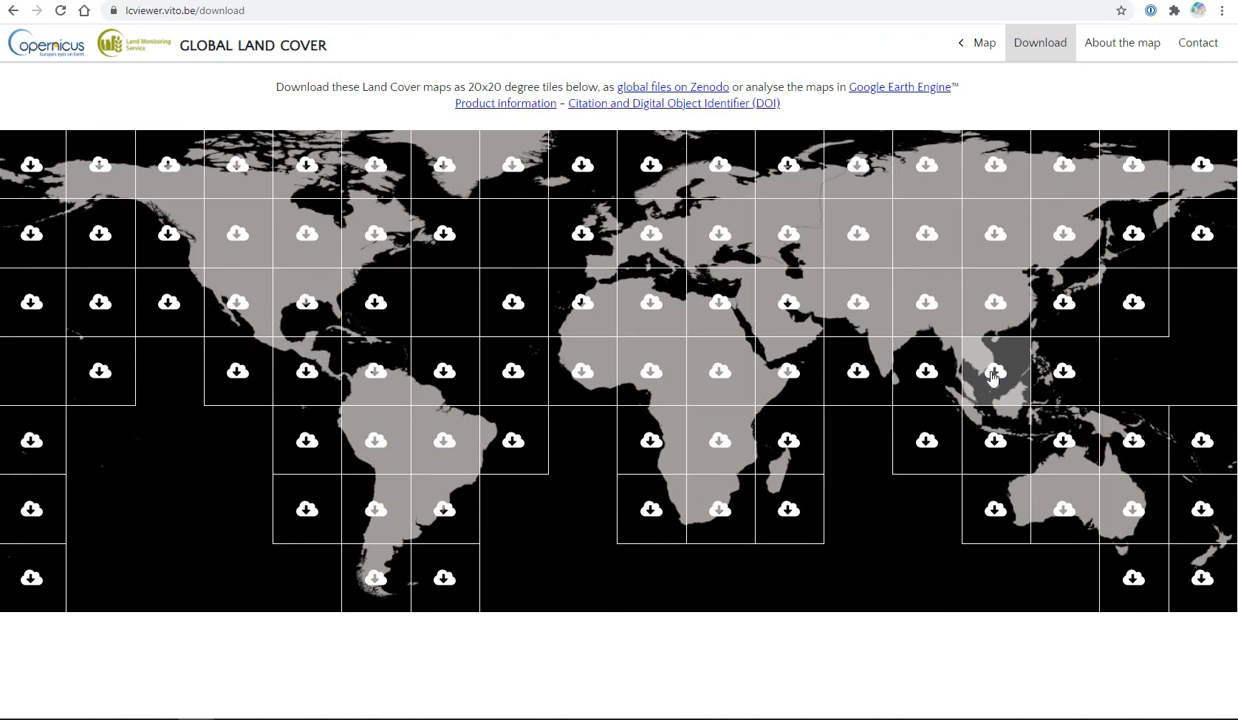 lcviewer.vito.be/download
opernicus
Europe's eyes on Earth
Land Monitoring
Service
GLOBAL LAND COVER
Map
Download
About the map
Contact
Download these Land Cover maps as 20x20 degree tiles below, as global files on Zenodo or analyse the maps in Google Earth Engine™
Product information - Citation and Digital Object Identifier (DOI)